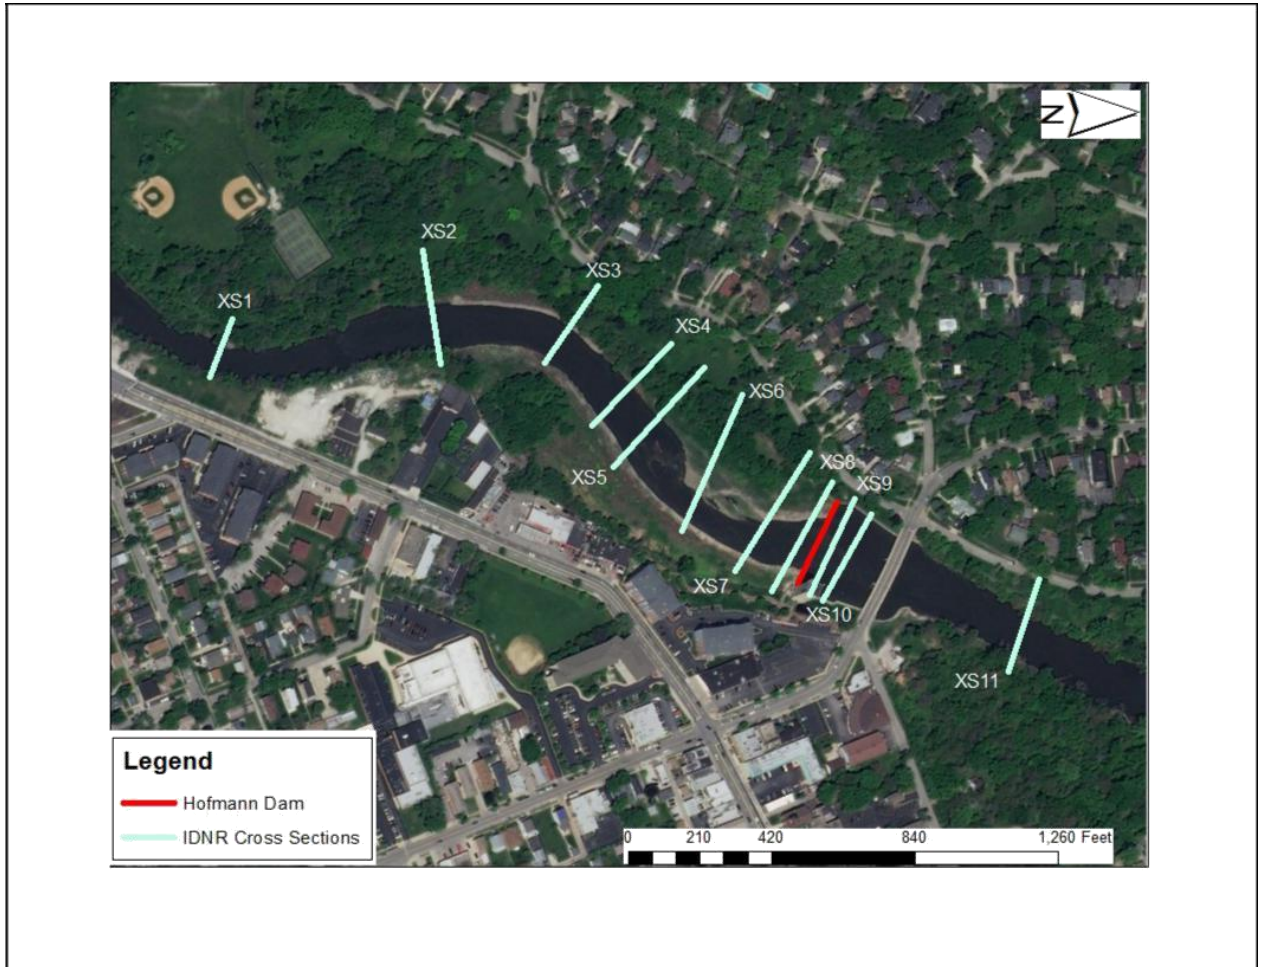 N
XS2
XS3
XS1
XS4
XS6
XS5
XS8
XS9
XS7
XS10
XS11
Legend
Hofmann Dam
IDNR Cross Sections
0 210 420 840 1,260 Feet